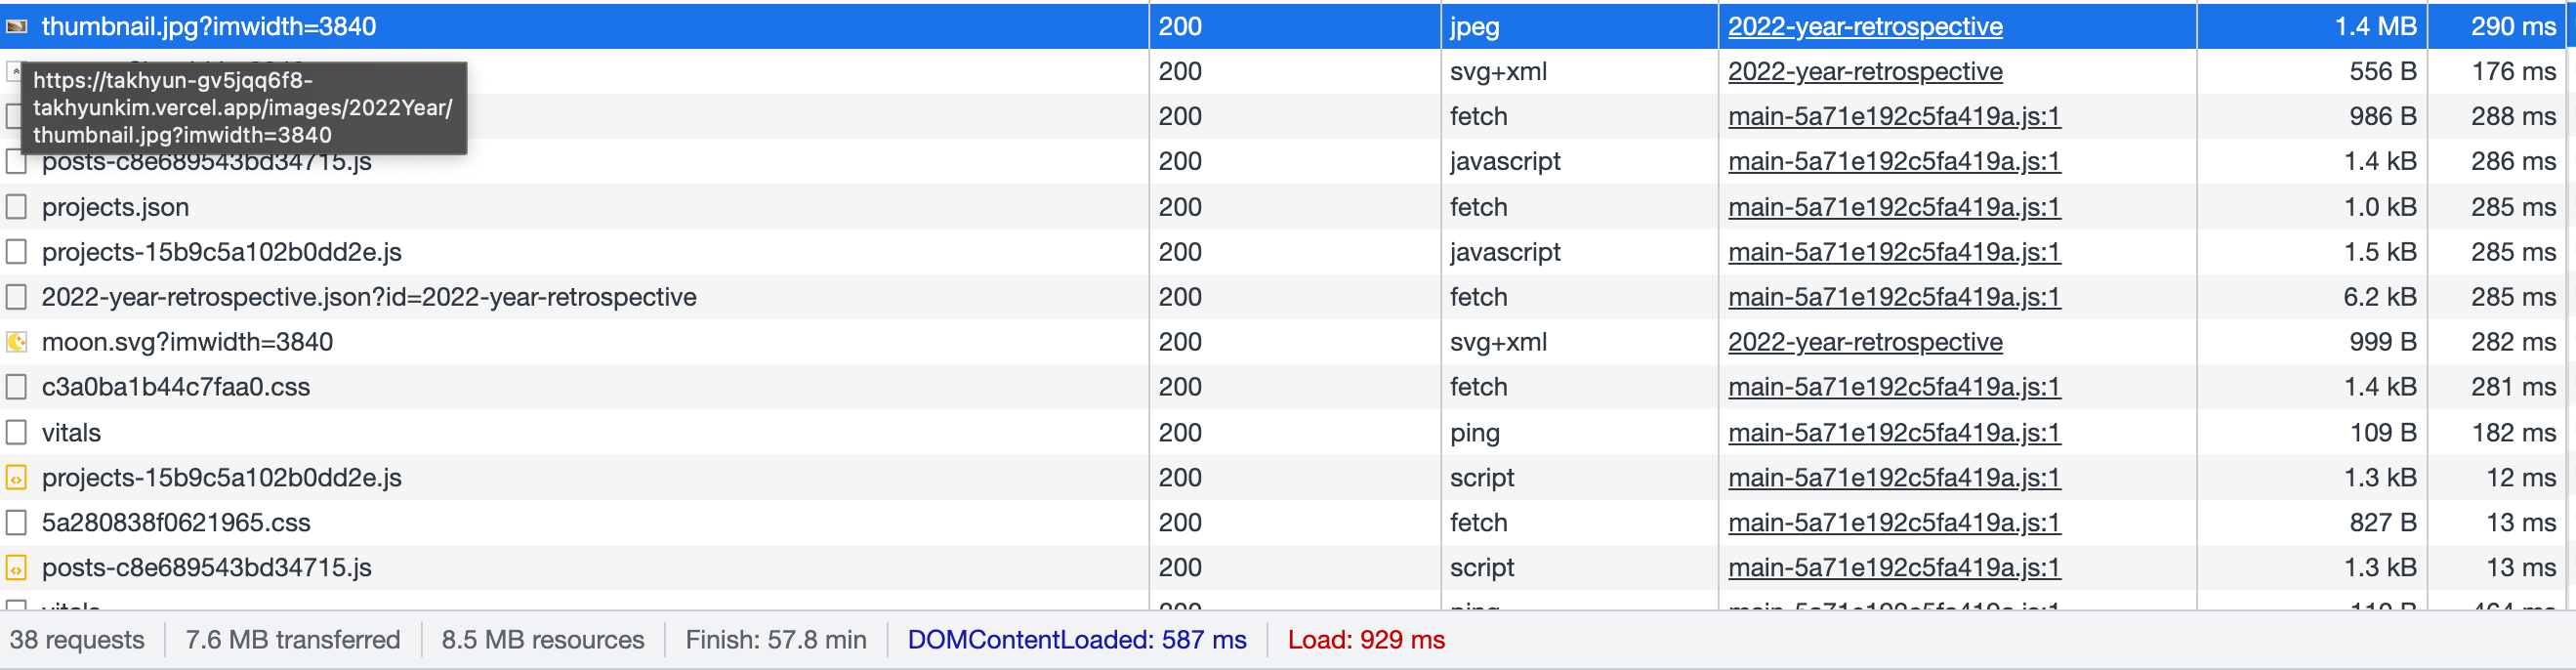 thumbnail.jpg?imwidth=3840 200 jpeg 2022-year-retrospective 1.4 MB 290 ms
200 svg+xml 2022-year-retrospective 556 B 176 ms
https://takhyun-gv5jqq6f8-
takhyunkim.vercel.app/images/2022Year/
thumbnail.jpg?imwidth=3840
200 fetch main-5a71e192c5fa419a.js:1 986 B 288 ms
posts-c8e689543bd34715.js 200 javascript main-5a71e192c5fa419a.js:1 1.4 kB 286 ms
projects.json 200 fetch main-5a71e192c5fa419a.js:1 1.0 kB 285 ms
projects-15b9c5a102b0dd2e.js 200 javascript main-5a71e192c5fa419a.js:1 1.5 kB 285 ms
2022-year-retrospective.json?id=2022-year-retrospective 200 fetch main-5a71e192c5fa419a.js:1 6.2 kB 285 ms
moon.svg?imwidth=3840 200 svg+xml 2022-year-retrospective 999 B 282 ms
c3a0ba1b44c7faa0.css 200 fetch main-5a71e192c5fa419a.js:1 1.4 kB 281 ms
vitals 200 ping main-5a71e192c5fa419a.js:1 109 B 182 ms
projects-15b9c5a102b0dd2e.js 200 script main-5a71e192c5fa419a.js:1 1.3 kB 12 ms
5a280838f0621965.css 200 fetch main-5a71e192c5fa419a.js:1 827 B 13 ms
posts-c8e689543bd34715.js 200 script main-5a71e192c5fa419a.js:1 1.3 kB 13 ms
vitals 200 ping main-5a71e192c5fa419a.js:1 110 B 464 ms
38 requests 7.6 MB transferred 8.5 MB resources Finish: 57.8 min DOMContentLoaded: 587 ms Load: 929 ms